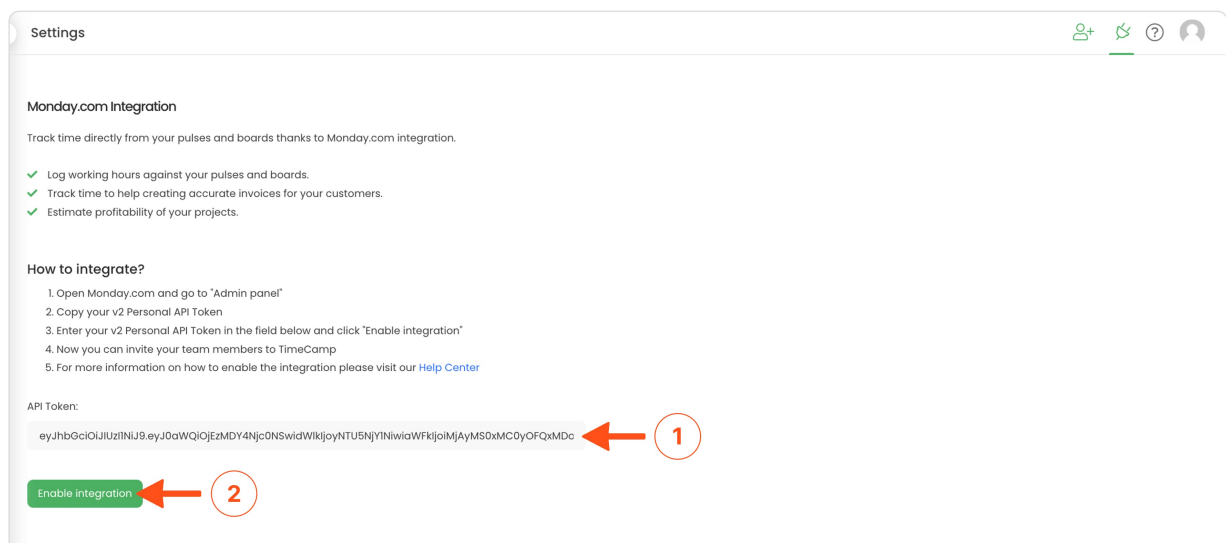 Settings
?
Monday.com Integration
Track time directly from your pulses and boards thanks to Monday.com integration.
Log working hours against your pulses and boards.
Track time to help creating accurate invoices for your customers.
Estimate profitability of your projects.
How to integrate?
1. Open Monday.com and go to "Admin panel"
2. Copy your v2 Personal API Token
3. Enter your v2 Personal API Token in the field below and click "Enable integration"
4. Now you can invite your team members to TimeCamp
5. For more information on how to enable the integration please visit our Help Center
API Token:
1
Enable integration
2